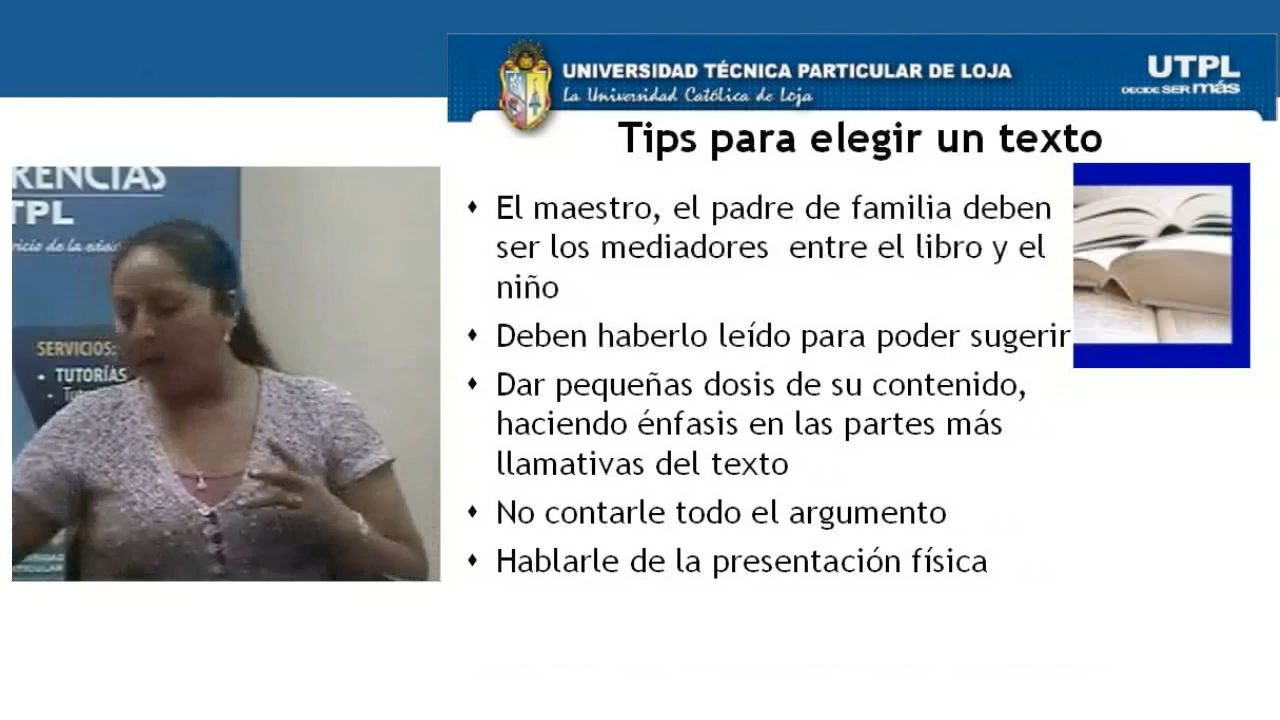 UNIVERSIDAD TÉCNICA PARTICULAR DE LOJA
La Universidad Católica de Loja
UTPL
DECIDE SER más
Tips para elegir un texto
El maestro, el padre de familia deben
ser los mediadores entre el libro y el
niño
Deben haberlo leído para poder sugerir
Dar pequeñas dosis de su contenido,
haciendo énfasis en las partes más
llamativas del texto
No contarle todo el argumento
Hablarle de la presentación física
RENCIAS
TPL
SERVICIOS:
• TUTORÍAS